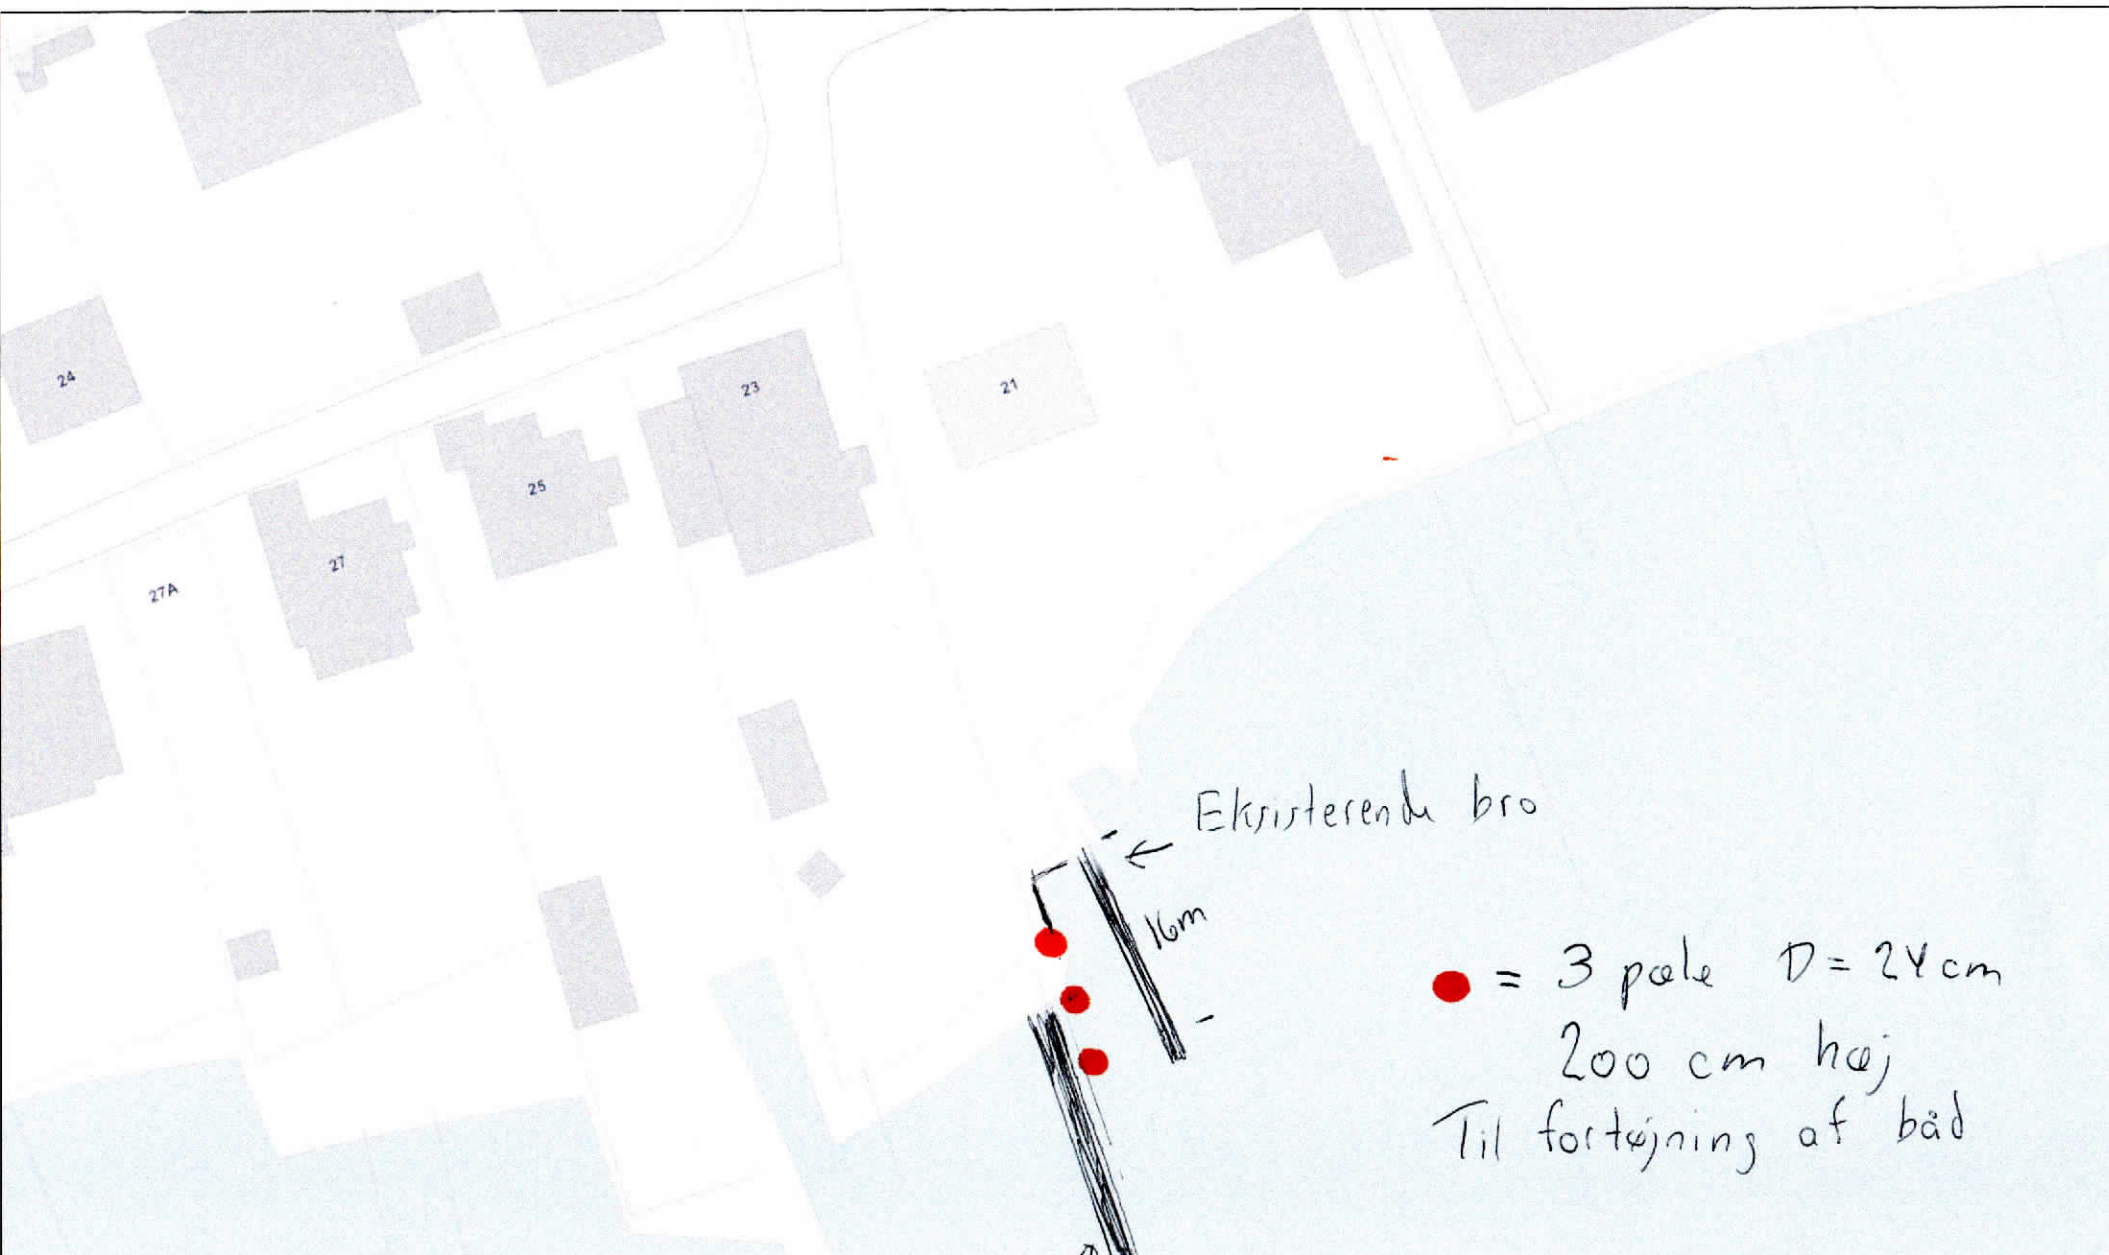 24
23
21
25
27
27A
Eksisterende bro
16m
= 3 pæle D = 24 cm
200 cm høj
Til fortøjning af båd